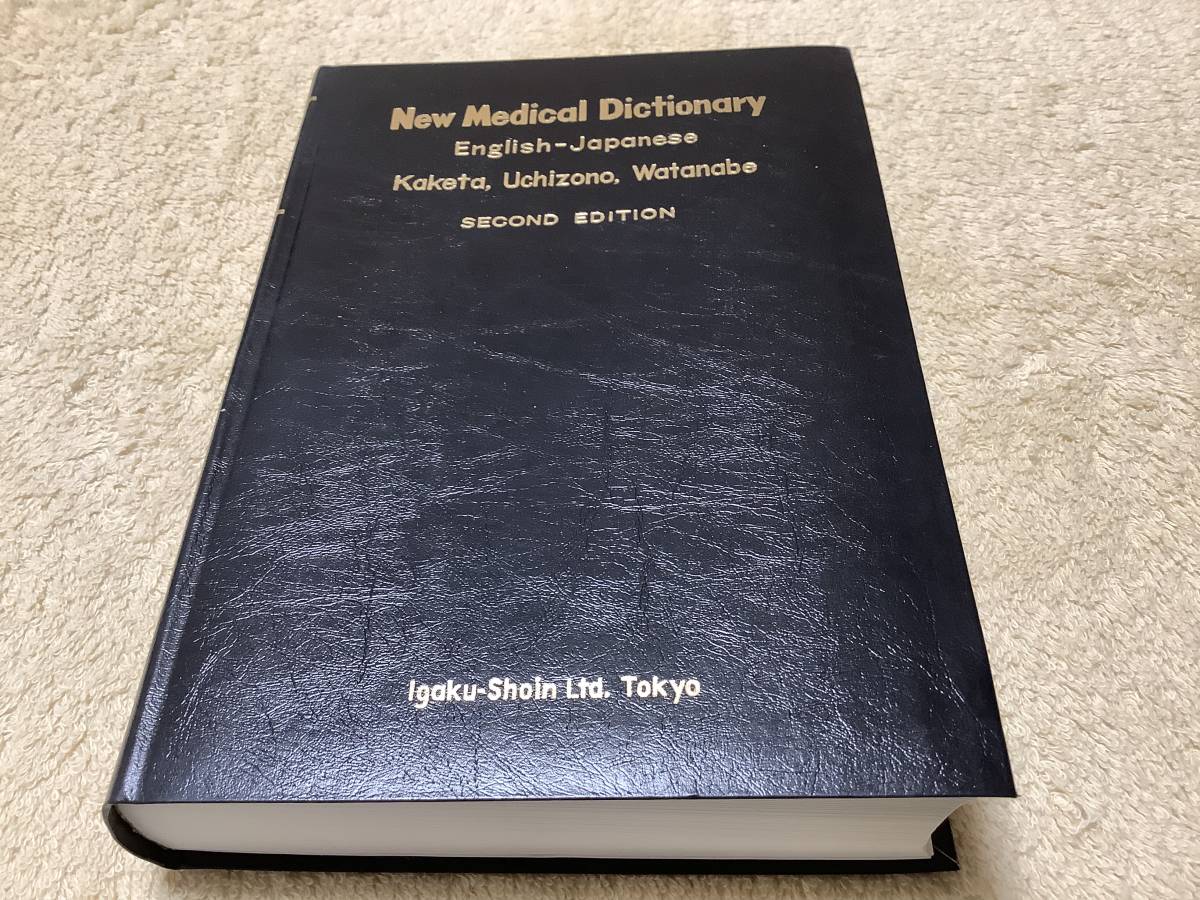 New Medical Dictionary
English-Japanese
Kaketa, Uchizono, Watanabe
SECOND EDITION
Igaku-Shoin Ltd. Tokyo